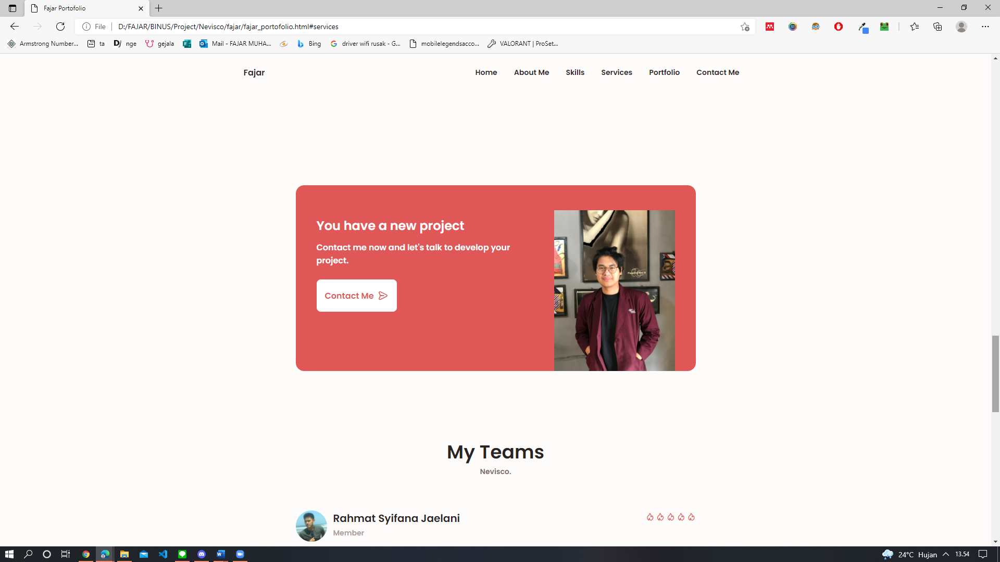 Fajar Portofolio
File
D:/FAJAR/BINUS/Project/Nevisco/fajar/fajar_portofolio.html#services
Armstrong Number... ta nge gejala Mail - FAJAR MUHA... Bing driver wifi rusak - G... mobilelegendsacco... VALORANT | ProSet...
Fajar
Home About Me Skills Services Portfolio Contact Me
You have a new project
Contact me now and let's talk to develop your
project.
Contact Me
My Teams
Nevisco.
Rahmat Syifana Jaelani
Member
24°C Hujan 13.54